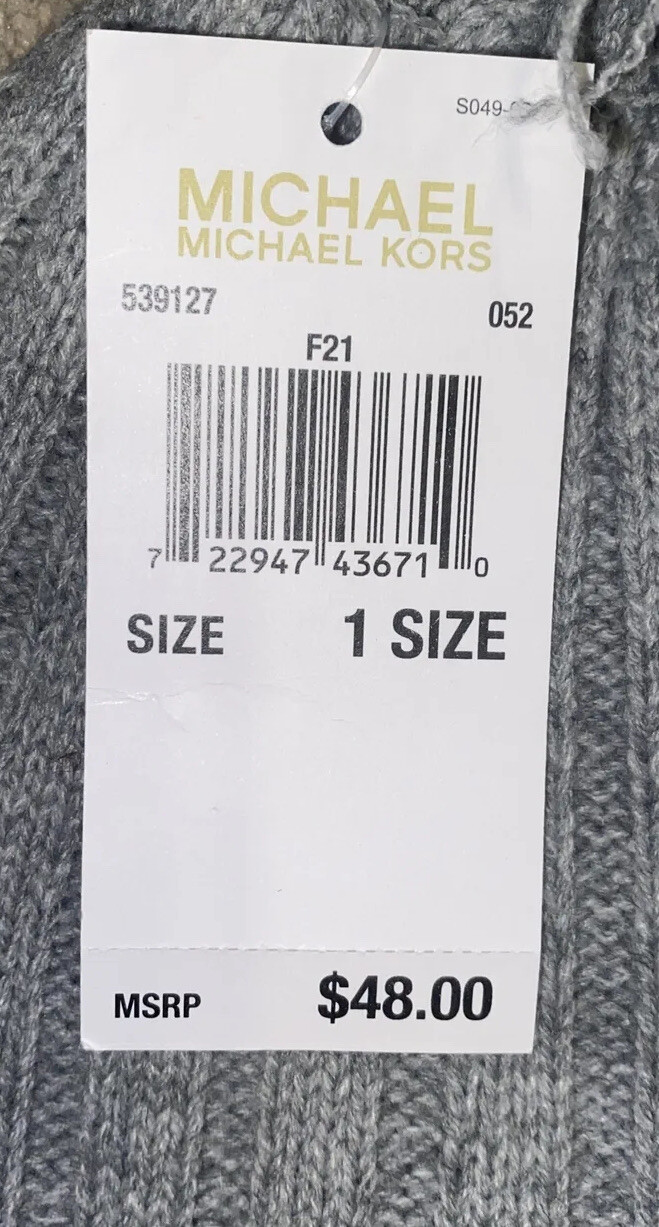 S049-
MICHAEL
MICHAEL KORS
539127
052
F21
7 22947 43671 0
SIZE 1 SIZE
MSRP $48.00